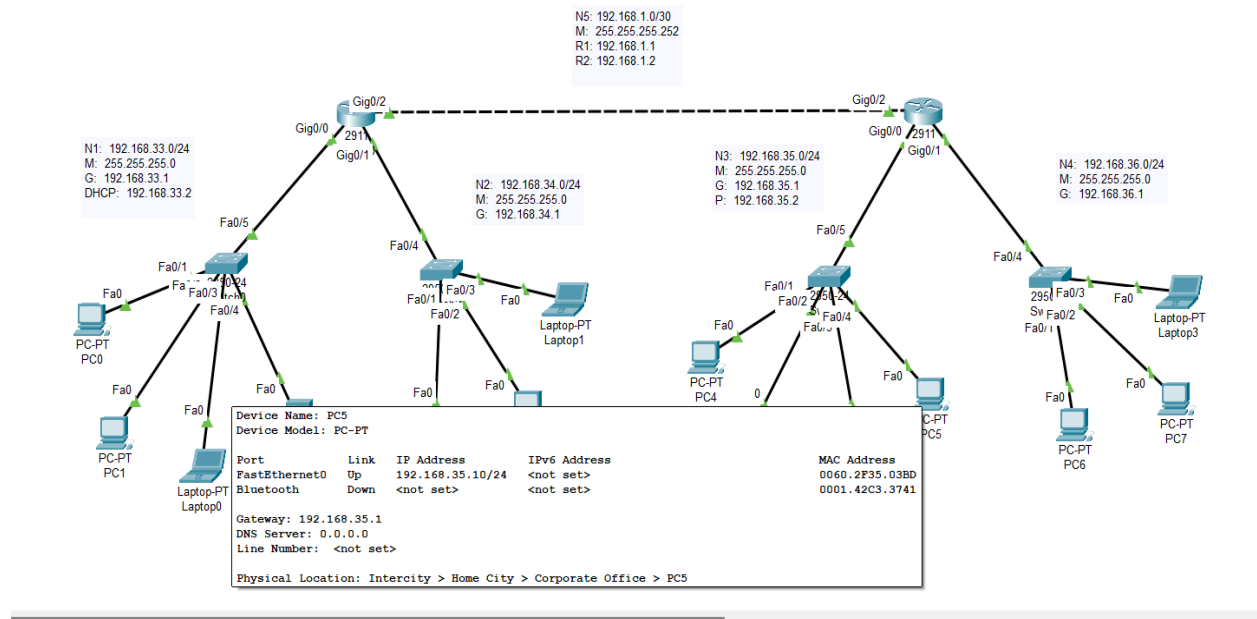 N5: 192.168.1.0/30
M: 255.255.255.252
R1: 192.168.1.1
R2: 192.168.1.2
Gig0/2
Gig0/2
Gig0/0
2911
Gig0/1
Gig0/0
2911
Gig0/1
N1: 192.168.33.0/24
M: 255.255.255.0
G: 192.168.33.1
DHCP: 192.168.33.2
N2: 192.168.34.0/24
M: 255.255.255.0
G: 192.168.34.1
N3: 192.168.35.0/24
M: 255.255.255.0
G: 192.168.35.1
P: 192.168.35.2
N4: 192.168.36.0/24
M: 255.255.255.0
G: 192.168.36.1
Fa0/5
Fa0/1
Fa0/3
Fa0/4
Fa0
PC-PT
PC0
Fa0
PC-PT
PC1
Fa0
Laptop-PT
Laptop0
Fa0
Fa0/4
Fa0/1
Fa0/3
Fa0/2
Fa0
Laptop-PT
Laptop1
Fa0
Fa0
Fa0/5
Fa0/1
Fa0/2
Fa0/4
Fa0
PC-PT
PC4
0
Fa0
C-PT
PC5
Fa0/4
Fa0/3
Fa0/2
Fa0/1
Fa0
Laptop-PT
Laptop3
Fa0
PC-PT
PC6
Fa0
PC-PT
PC7
Device Name: PC5
Device Model: PC-PT
Port Link IP Address IPv6 Address MAC Address
FastEthernet0 Up 192.168.35.10/24 <not set> 0060.2F35.03BD
Bluetooth Down <not set> <not set> 0001.42C3.3741
Gateway: 192.168.35.1
DNS Server: 0.0.0.0
Line Number: <not set>
Physical Location: Intercity > Home City > Corporate Office > PC5